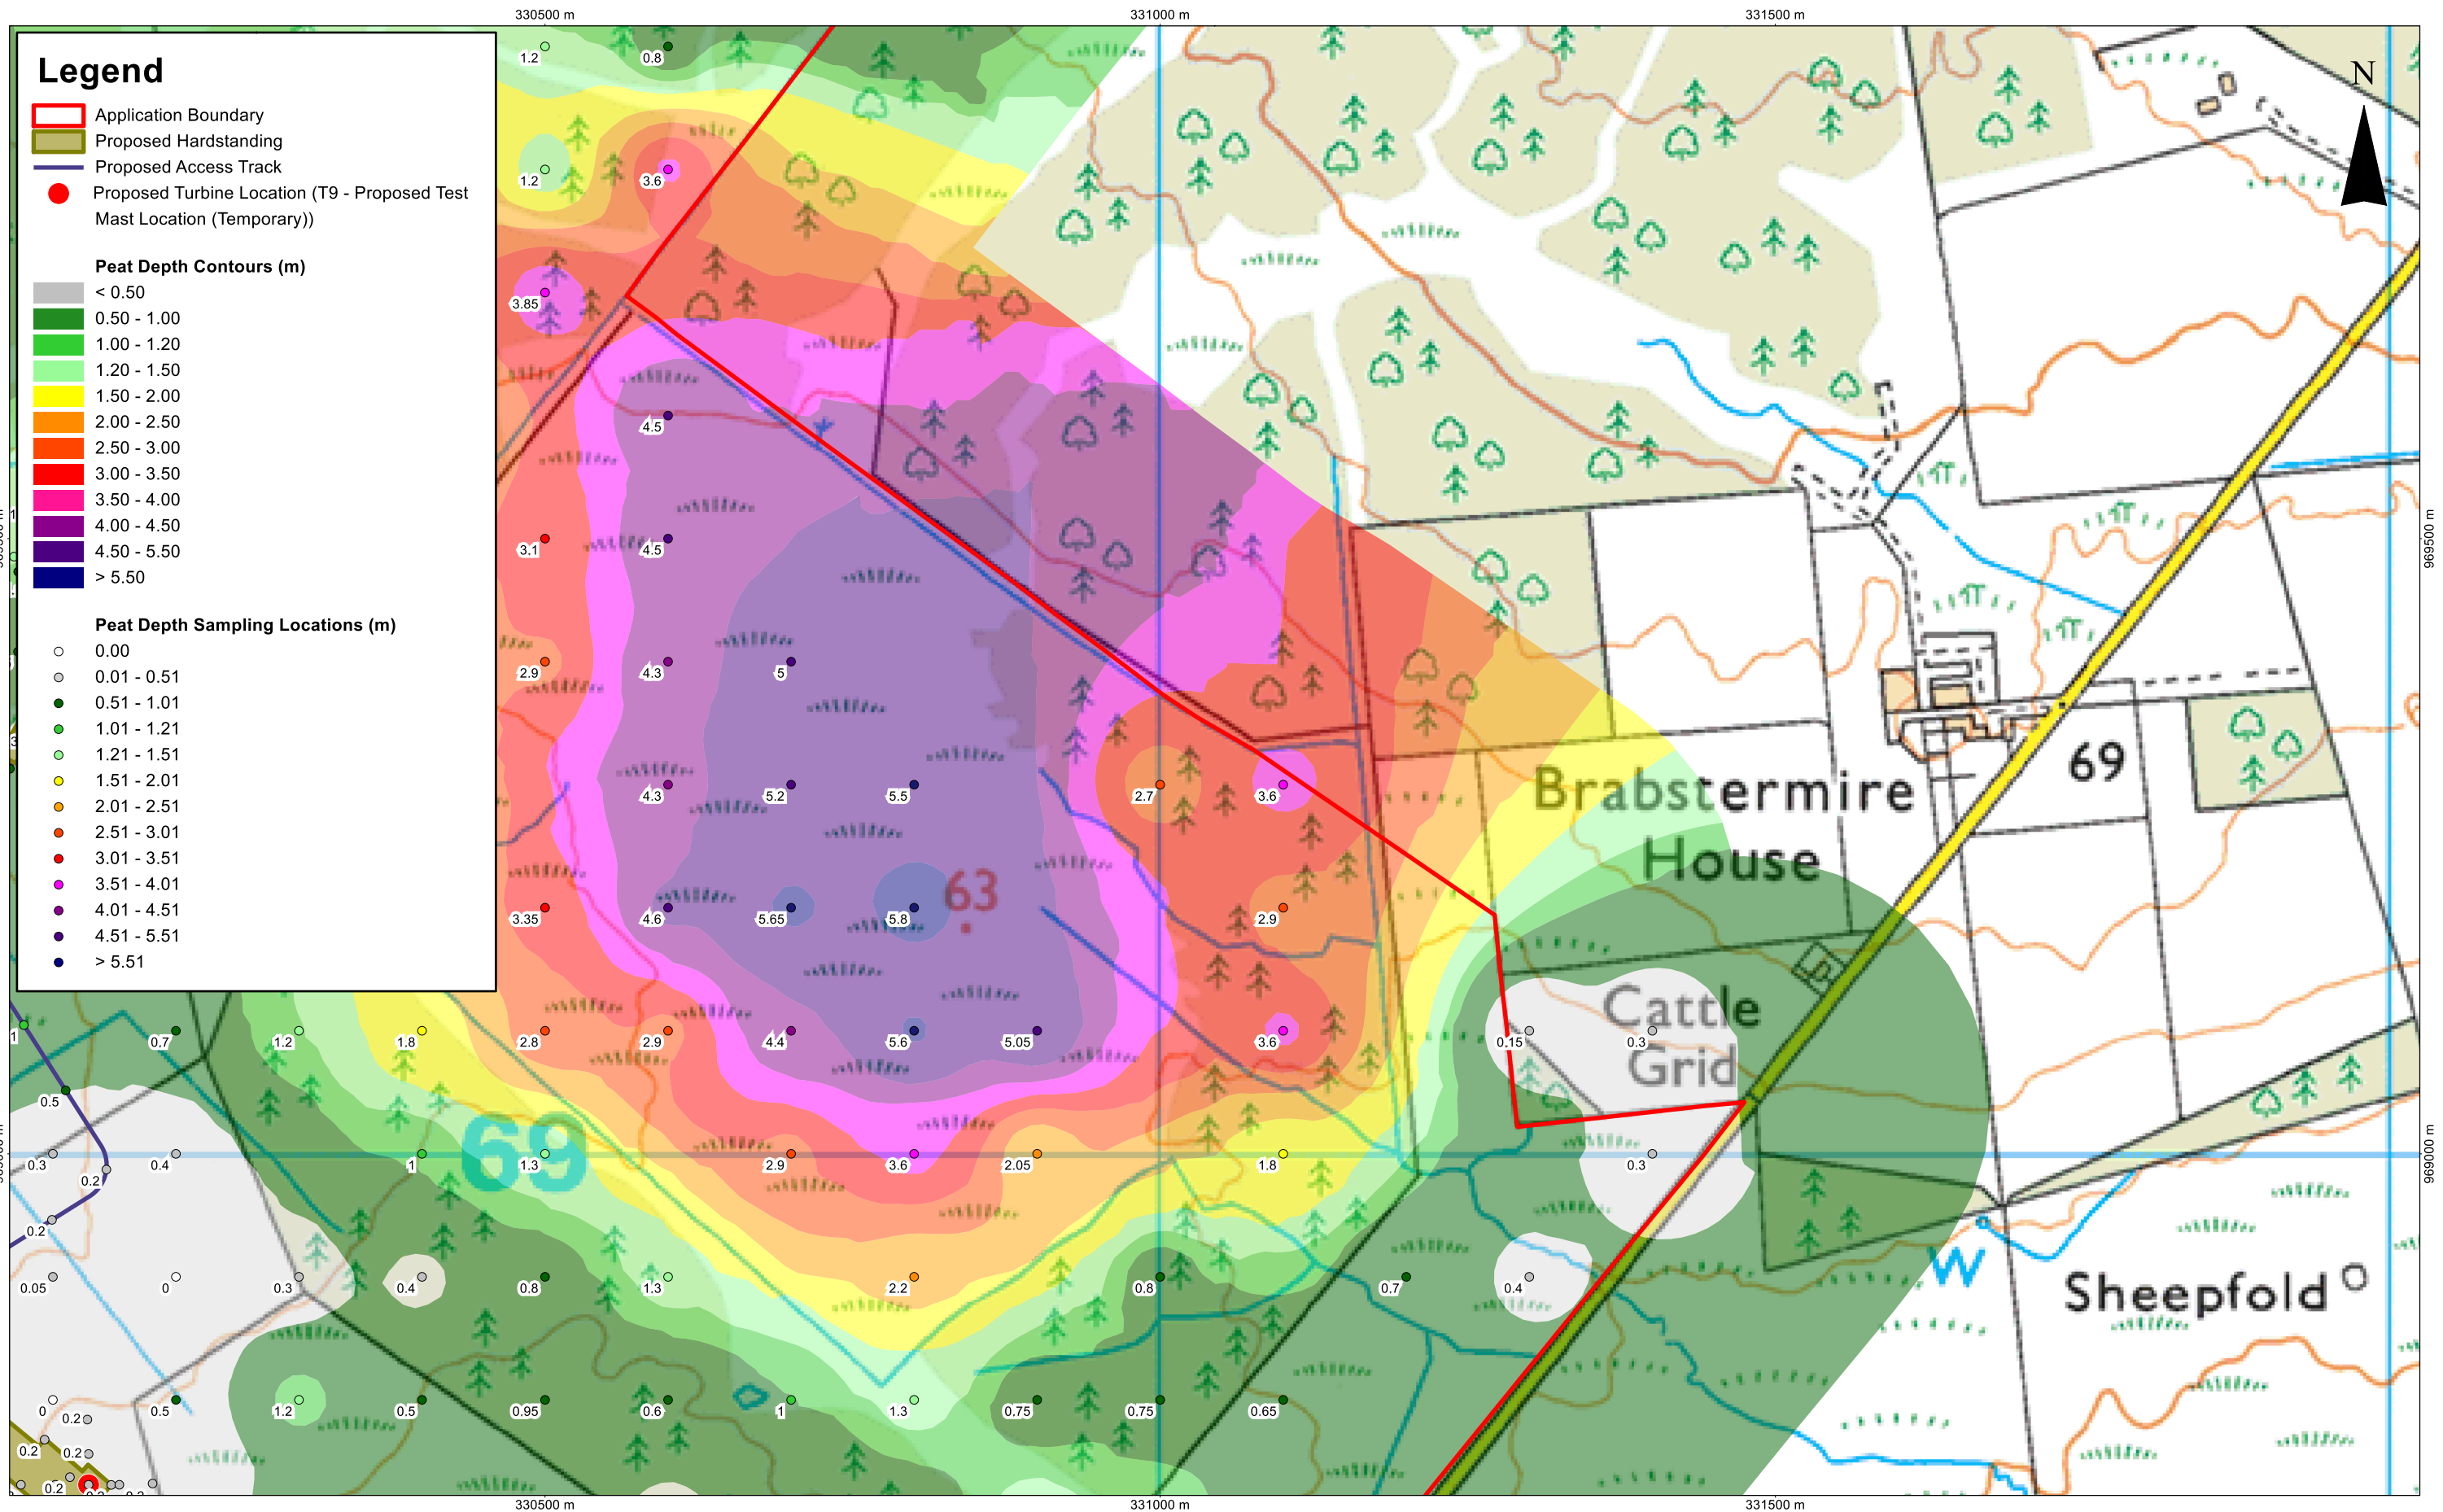 330500 m
331000 m
331500 m
Legend
Application Boundary
Proposed Hardstanding
Proposed Access Track
Proposed Turbine Location (T9 - Proposed Test
Mast Location (Temporary))
Peat Depth Contours (m)
< 0.50
0.50 - 1.00
1.00 - 1.20
1.20 - 1.50
1.50 - 2.00
2.00 - 2.50
2.50 - 3.00
3.00 - 3.50
3.50 - 4.00
4.00 - 4.50
4.50 - 5.50
> 5.50
Peat Depth Sampling Locations (m)
0.00
0.01 - 0.51
0.51 - 1.01
1.01 - 1.21
1.21 - 1.51
1.51 - 2.01
2.01 - 2.51
2.51 - 3.01
3.01 - 3.51
3.51 - 4.01
4.01 - 4.51
4.51 - 5.51
> 5.51
N
1.2 0.8
1.2 3.6
3.85
4.5
3.1 4.5
969500 m
2.9 4.3 5
4.3 5.2 5.5 2.7 3.6
Brabstermire
House
69
63
3.35 4.6 5.65 5.8 2.9
Cattle
Grid
1 0.7 1.2 1.8 2.8 2.9 4.4 5.6 5.05 3.6 0.15 0.3
0.5
69
969000 m
0.3 0.4 1 1.3 2.9 3.6 2.05 1.8 0.3
0.2
0.2
W
Sheepfold
0.05 0 0.3 0.4 0.8 1.3 2.2 0.8 0.7 0.4
0 0.5 1.2 0.5 0.95 0.6 1 1.3 0.75 0.75 0.65
0.2
0.2 0.2
0.2
330500 m
331000 m
331500 m